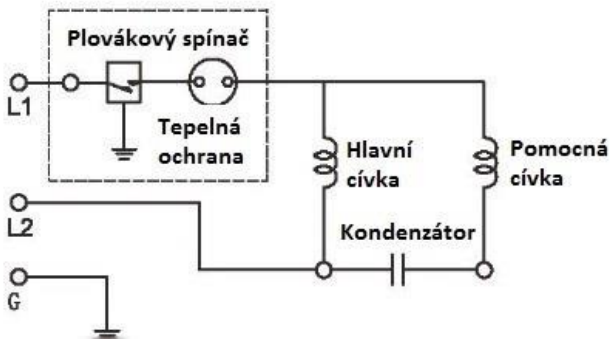 Plovákový spínač
L1
Tepelná
ochrana
Hlavní
cívka
Pomocná
cívka
L2
Kondenzátor
G